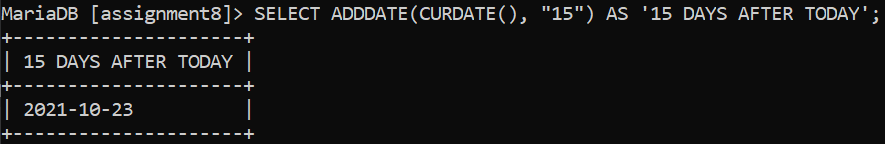 MariaDB [assignment8]> SELECT ADDDATE(CURDATE(), "15") AS '15 DAYS AFTER TODAY';
+---------------------+
| 15 DAYS AFTER TODAY |
+---------------------+
| 2021-10-23          |
+---------------------+